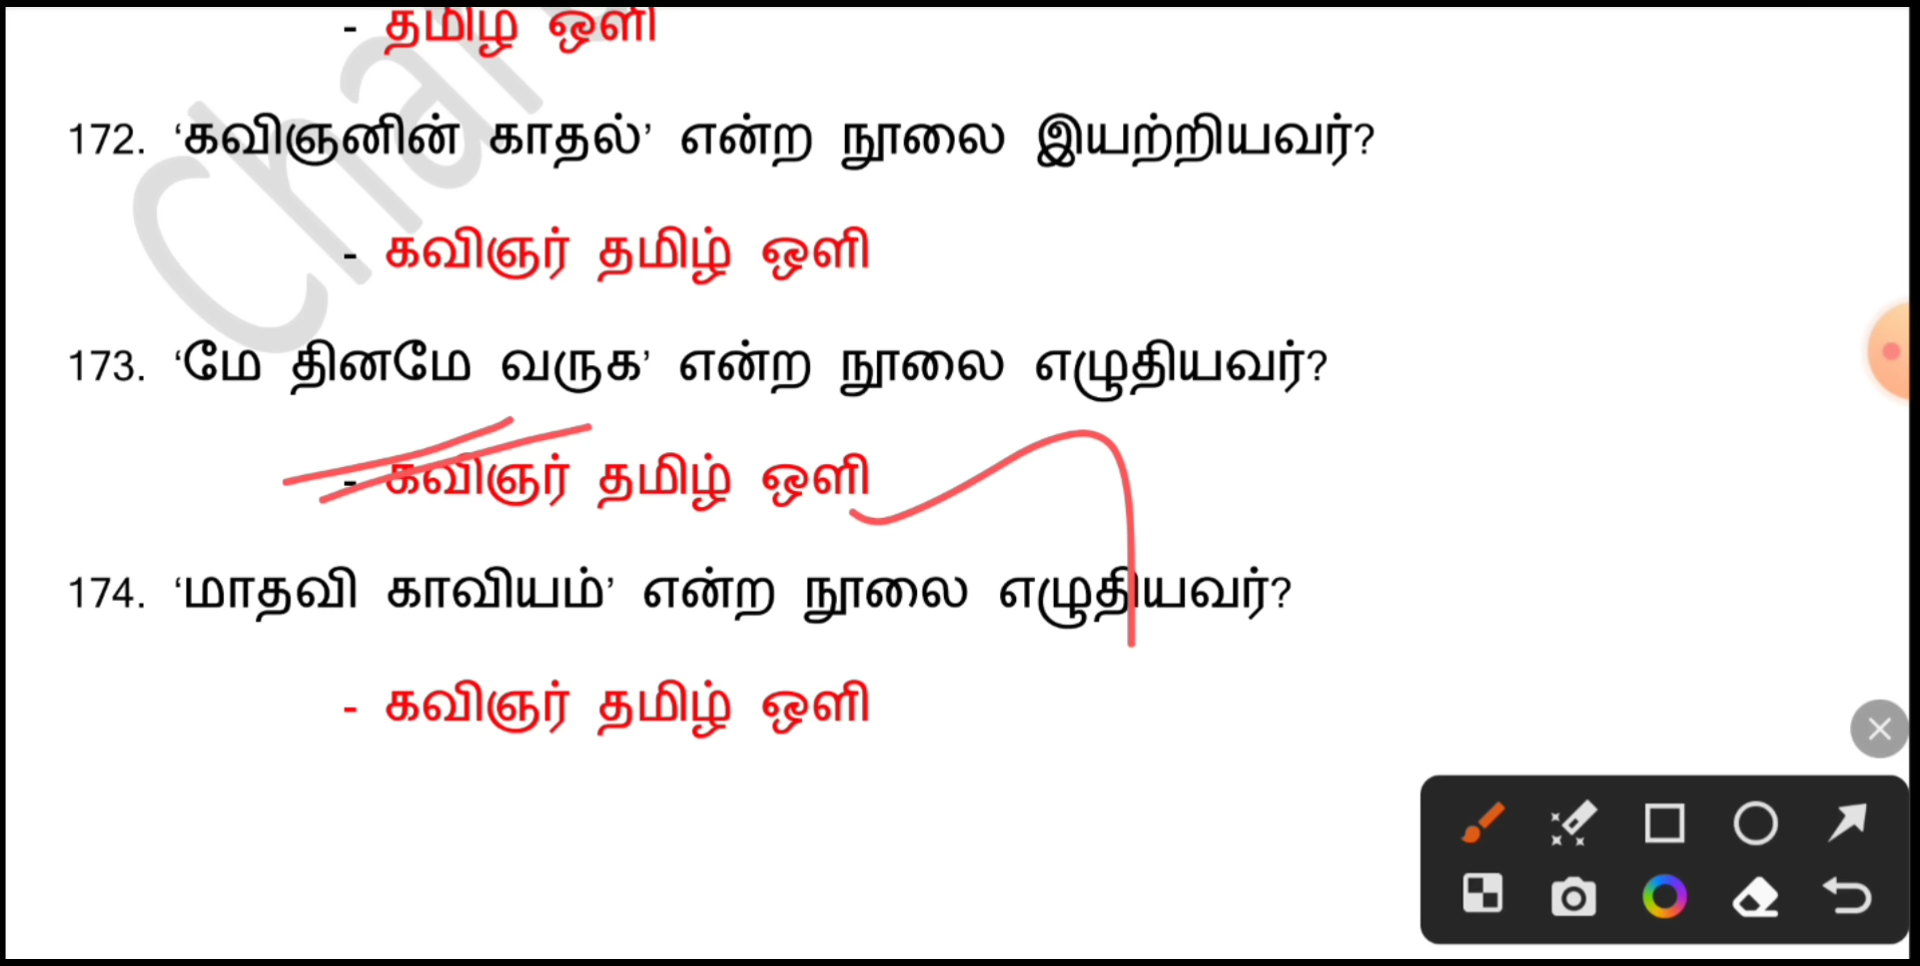 - தமிழ் ஒளி
172. ‘கவிஞனின் காதல்’ என்ற நூலை இயற்றியவர்?
- கவிஞர் தமிழ் ஒளி
173. ‘மே தினமே வருக’ என்ற நூலை எழுதியவர்?
- கவிஞர் தமிழ் ஒளி
174. ‘மாதவி காவியம்’ என்ற நூலை எழுதியவர்?
- கவிஞர் தமிழ் ஒளி